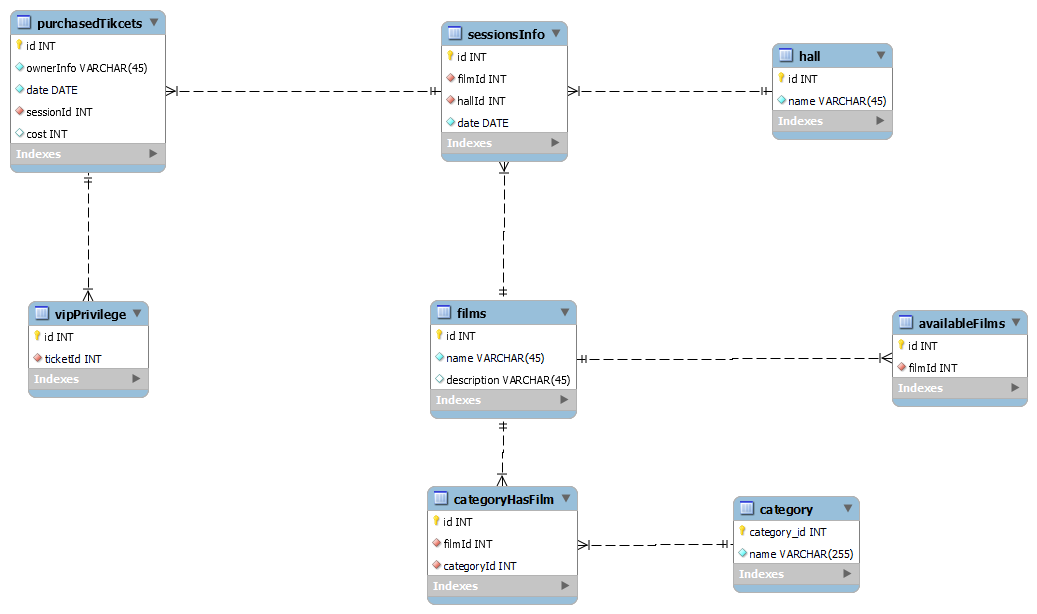 purchasedTikcets
id INT
ownerInfo VARCHAR(45)
date DATE
sessionId INT
cost INT
Indexes
sessionsInfo
id INT
filmId INT
hallId INT
date DATE
Indexes
hall
id INT
name VARCHAR(45)
Indexes
vipPrivilege
id INT
ticketId INT
Indexes
films
id INT
name VARCHAR(45)
description VARCHAR(45)
Indexes
availableFilms
id INT
filmId INT
Indexes
categoryHasFilm
id INT
filmId INT
categoryId INT
Indexes
category
category_id INT
name VARCHAR(255)
Indexes